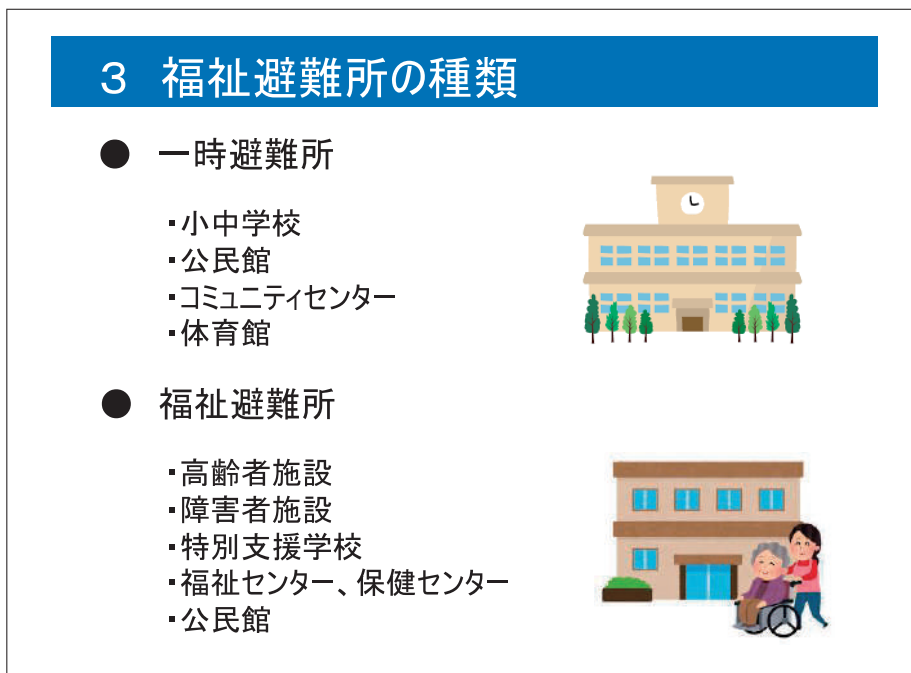 3 福祉避難所の種類
● 一時避難所
・小中学校
・公民館
・コミュニティセンター
・体育館
● 福祉避難所
・高齢者施設
・障害者施設
・特別支援学校
・福祉センター、保健センター
・公民館